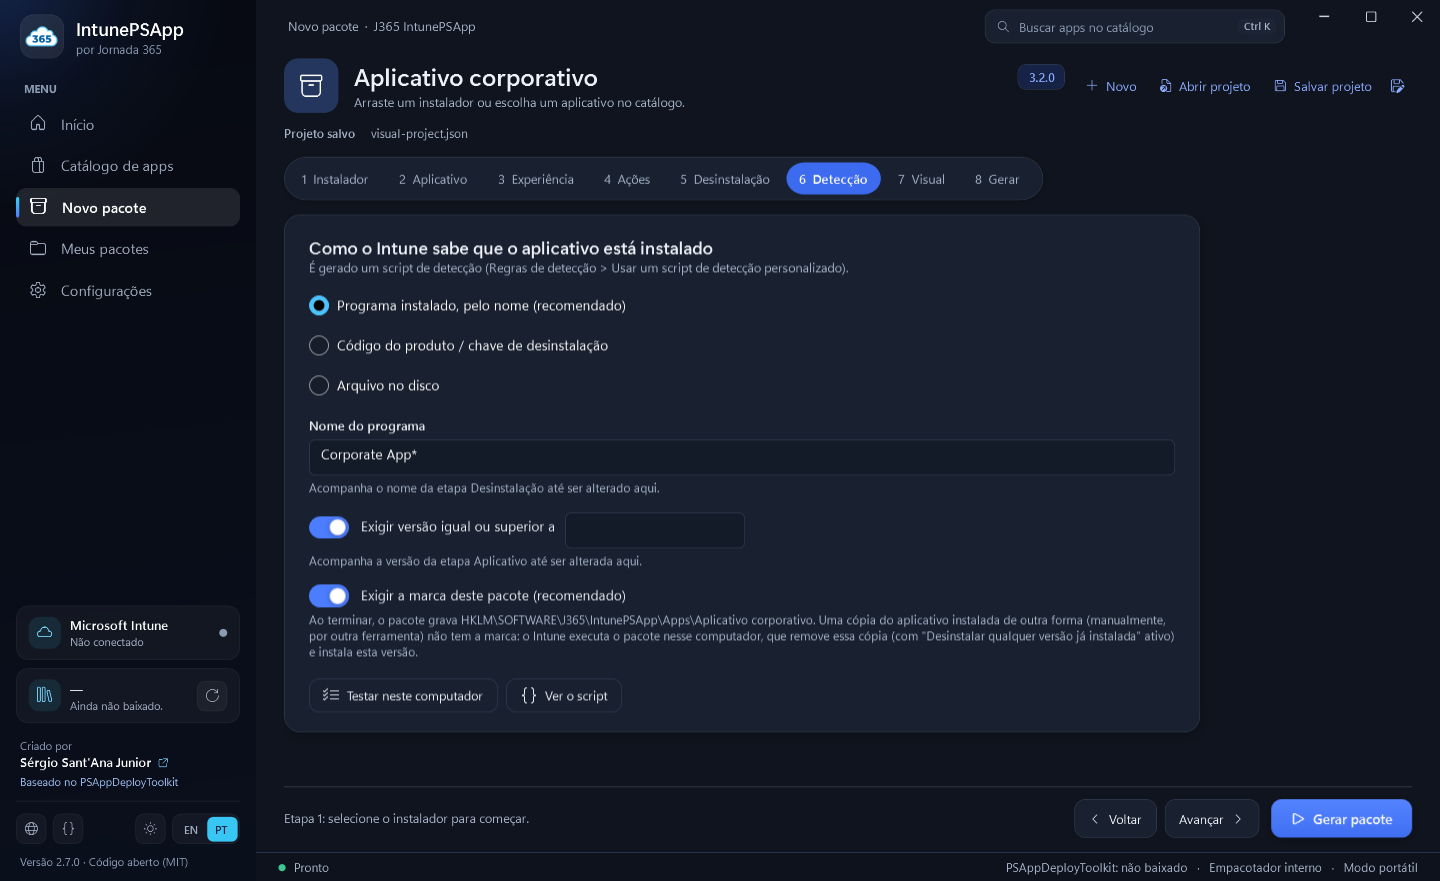 IntunePSApp
por Jornada 365
365
MENU
Início
Catálogo de apps
Novo pacote
Meus pacotes
Configurações
Microsoft Intune
Não conectado
—
Ainda não baixado.
Criado por
Sérgio Sant'Ana Junior
Baseado no PSAppDeployToolkit
EN PT
Versão 2.7.0 · Código aberto (MIT)
Novo pacote · J365 IntunePSApp
Buscar apps no catálogo Ctrl K
Aplicativo corporativo
Arraste um instalador ou escolha um aplicativo no catálogo.
3.2.0 Novo Abrir projeto Salvar projeto
Projeto salvo visual-project.json
1 Instalador 2 Aplicativo 3 Experiência 4 Ações 5 Desinstalação 6 Detecção 7 Visual 8 Gerar
Como o Intune sabe que o aplicativo está instalado
É gerado um script de detecção (Regras de detecção > Usar um script de detecção personalizado).
Programa instalado, pelo nome (recomendado)
Código do produto / chave de desinstalação
Arquivo no disco
Nome do programa
Corporate App*
Acompanha o nome da etapa Desinstalação até ser alterado aqui.
Exigir versão igual ou superior a
Acompanha a versão da etapa Aplicativo até ser alterada aqui.
Exigir a marca deste pacote (recomendado)
Ao terminar, o pacote grava HKLM\SOFTWARE\J365\IntunePSApp\Apps\Aplicativo corporativo. Uma cópia do aplicativo instalada de outra forma (manualmente,
por outra ferramenta) não tem a marca: o Intune executa o pacote nesse computador, que remove essa cópia (com "Desinstalar qualquer versão já instalada" ativo)
e instala esta versão.
Testar neste computador {} Ver o script
Etapa 1: selecione o instalador para começar.
Voltar Avançar Gerar pacote
Pronto
PSAppDeployToolkit: não baixado · Empacotador interno · Modo portátil